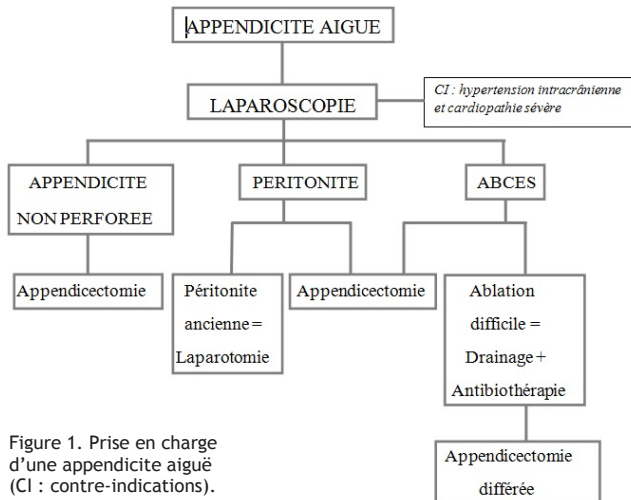 APPENDICITE AIGUE
LAPAROSCOPIE
CI : hypertension intracrânienne
et cardiopathie sévère
APPENDICITE
NON PERFOREE
PERITONITE
ABCES
Appendicectomie
Péritonite
ancienne =
Laparotomie
Appendicectomie
Ablation
difficile =
Drainage +
Antibiothérapie
Appendicectomie
différée
Figure 1. Prise en charge
d'une appendicite aiguë
(CI : contre-indications).